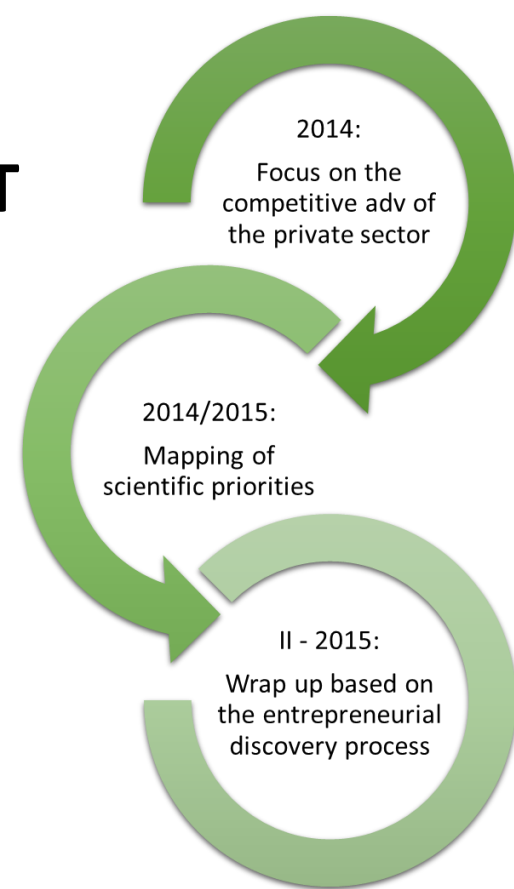 T
2014:
Focus on the
competitive adv of
the private sector
2014/2015:
Mapping of
scientific priorities
II - 2015:
Wrap up based on
the entrepreneurial
discovery process